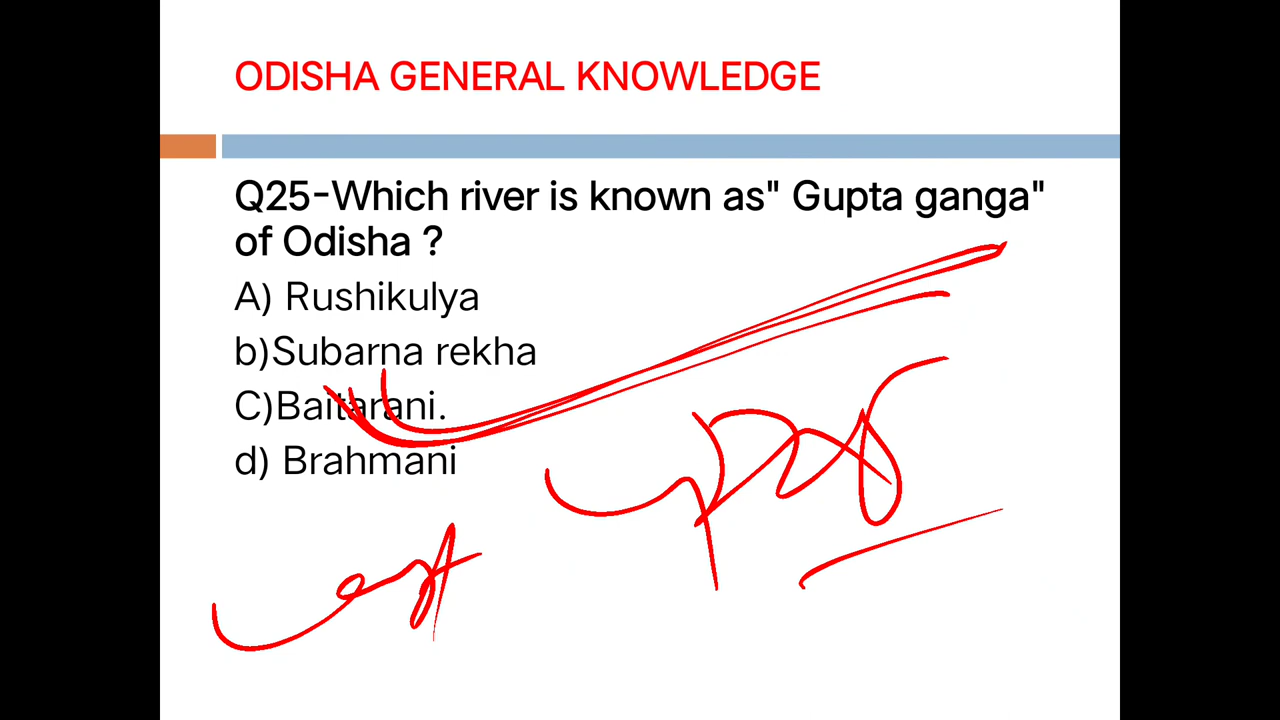 ODISHA GENERAL KNOWLEDGE
Q25-Which river is known as" Gupta ganga"
of Odisha ?
A) Rushikulya
b)Subarna rekha
C)Baitarani.
d) Brahmani